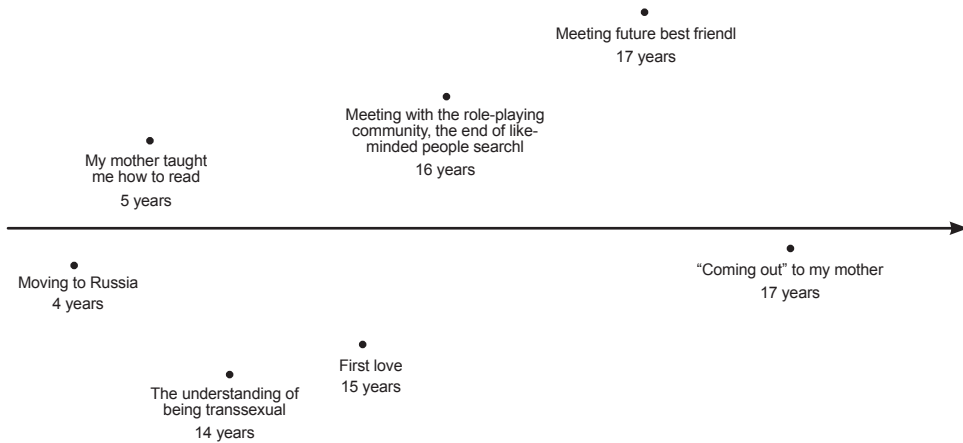 Meeting future best friendl
17 years
Meeting with the role-playing
community, the end of like-
minded people searchl
16 years
My mother taught
me how to read
5 years
Moving to Russia
4 years
“Coming out” to my mother
17 years
First love
15 years
The understanding of
being transsexual
14 years